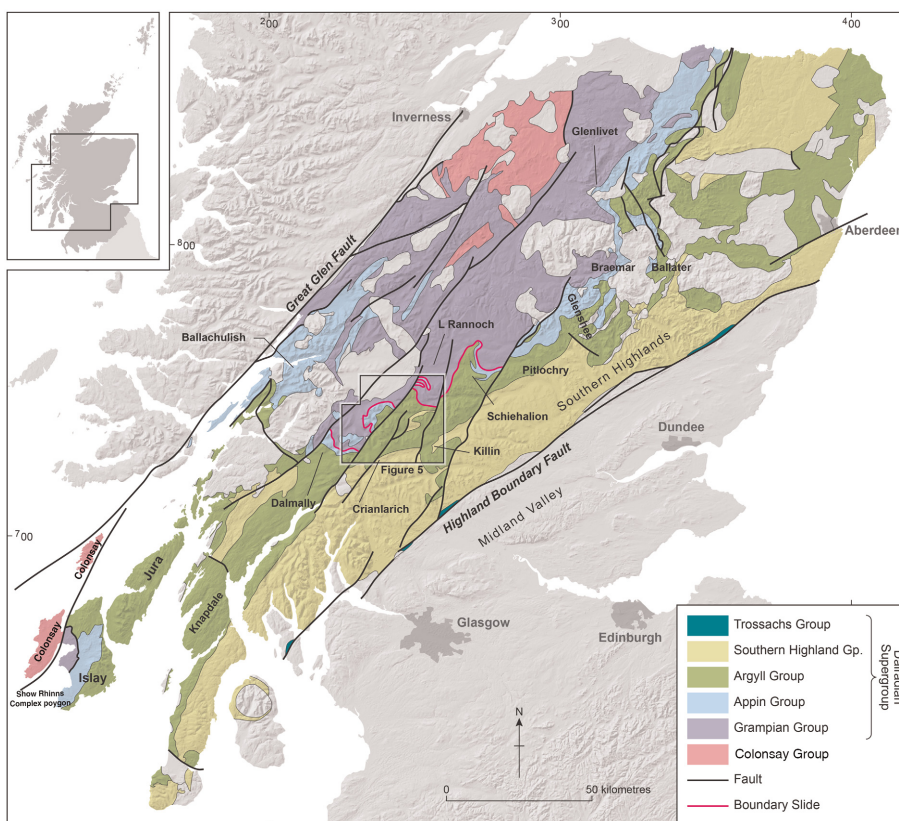 200
300
400
Inverness
Glenlivet
800
Aberdeen
Great Glen Fault
Braemar
Ballater
L Rannoch
Glenshee
Ballachulish
Pitlochry
Southern Highlands
Schiehalion
Dundee
Killin
Figure 5
Highland Boundary Fault
Dalmally
Crianlarich
Midland Valley
700
Colonsay
Jura
Knapdale
Glasgow
Edinburgh
Colonsay
Islay
Show Rhinns
Complex poygon
N
0
50 kilometres
Trossachs Group
Southern Highland Gp.
Argyll Group
Appin Group
Grampian Group
Colonsay Group
Fault
Boundary Slide
Supergroup